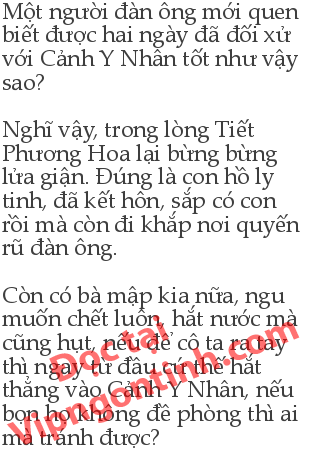 Một người đàn ông mới quen
biết được hai ngày đã đối xử
với Cảnh Y Nhân tốt như vậy
sao?
Nghĩ vậy, trong lòng Tiết
Phương Hoa lại bừng bừng
lửa giận. Đúng là con hồ ly
tinh, đã kết hôn, sắp có con
rồi mà còn đi khắp nơi quyến
rũ đàn ông.
Còn có bà mập kia nữa, ngu
muốn chết luôn, hắt nước mà
cũng hụt, nếu để cô ta ra tay
thì ngay từ đầu cứ thế hắt
thẳng vào Cảnh Y Nhân, nếu
bọn họ không đề phòng thì ai
mà tránh được?
Đọc tại
Vipngontinh.com